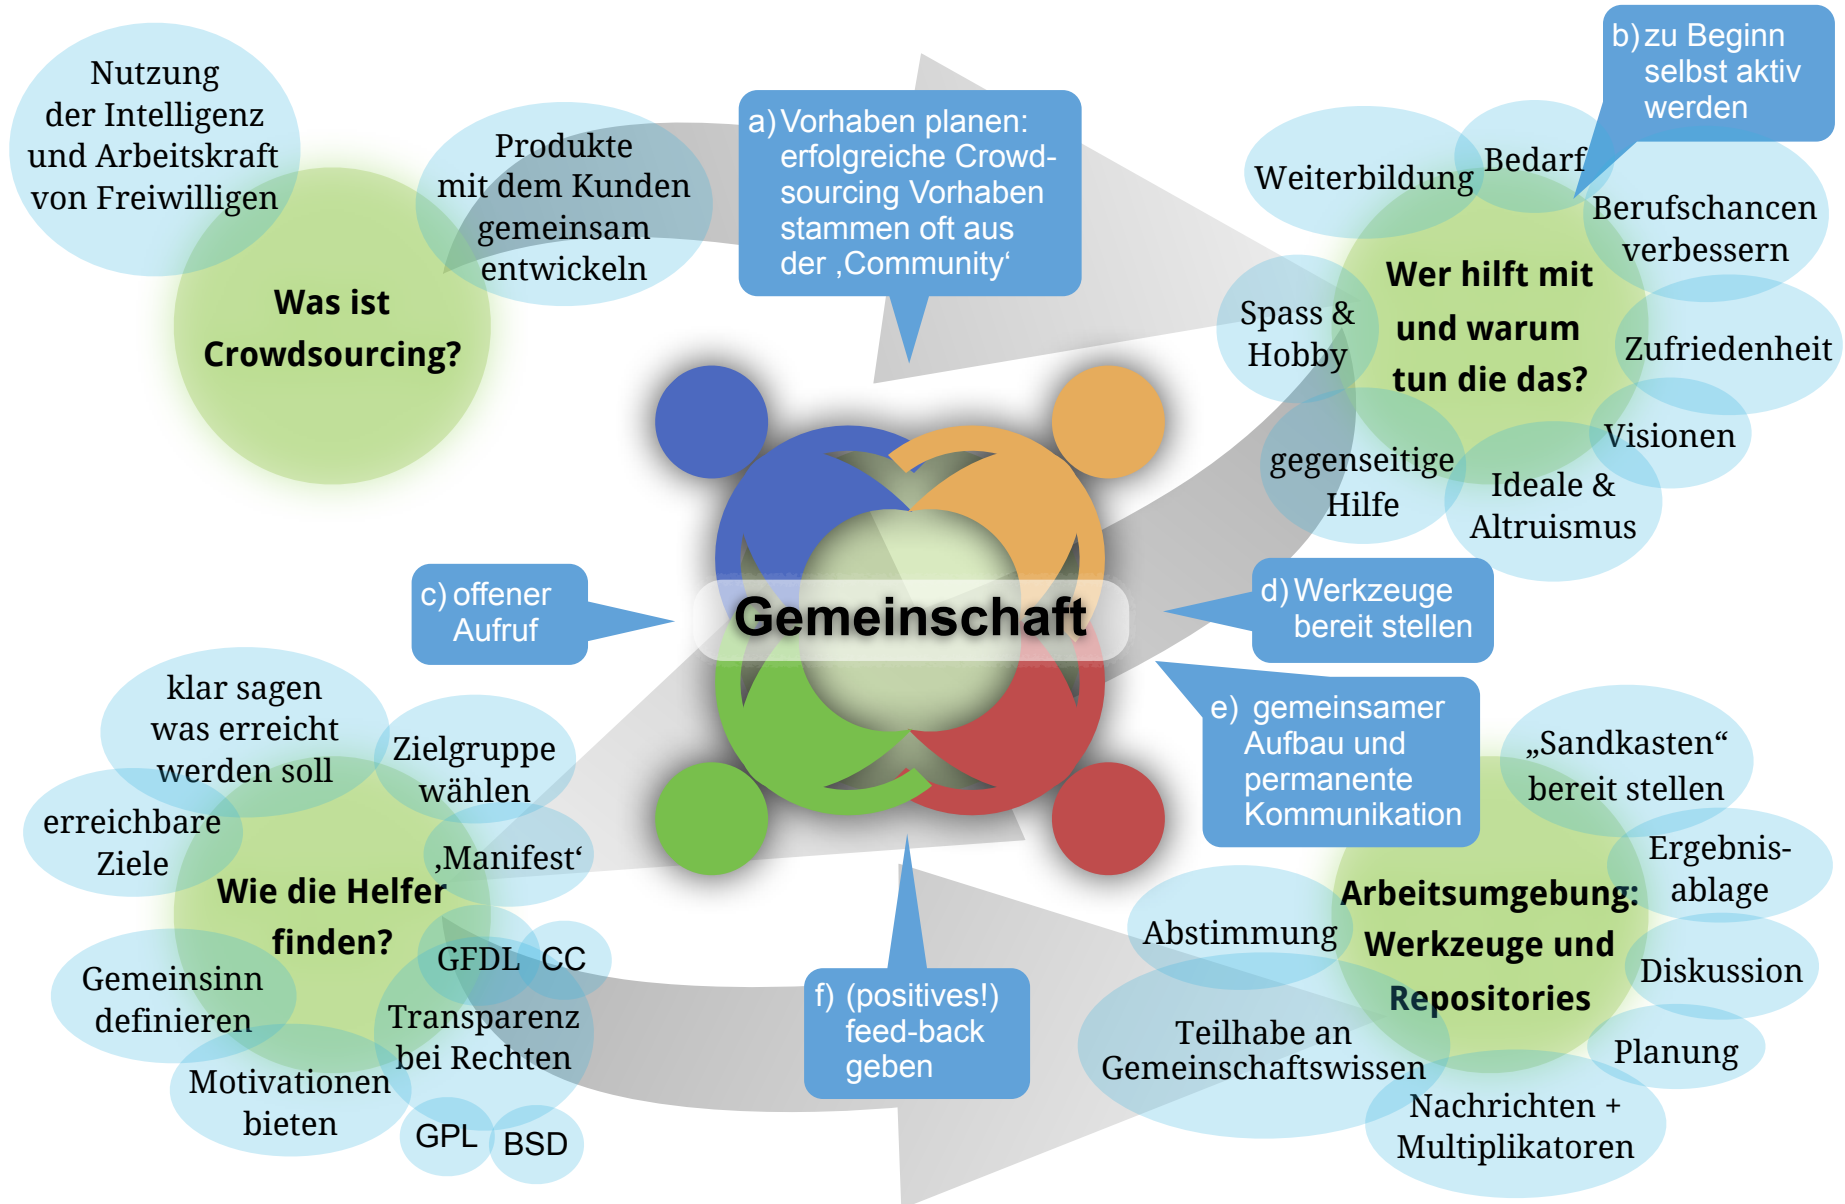 Nutzung
der Intelligenz
und Arbeitskraft
von Freiwilligen
Produkte
mit dem Kunden
gemeinsam
entwickeln
Was ist
Crowdsourcing?
a) Vorhaben planen:
erfolgreiche Crowd-
sourcing Vorhaben
stammen oft aus
der ‚Community‘
b) zu Beginn
selbst aktiv
werden
Weiterbildung
Bedarf
Berufschancen
verbessern
Spass &
Hobby
Wer hilft mit
und warum
tun die das?
Zufriedenheit
Visionen
gegenseitige
Hilfe
Ideale &
Altruismus
c) offener
Aufruf
Gemeinschaft
d) Werkzeuge
bereit stellen
e) gemeinsamer
Aufbau und
permanente
Kommunikation
klar sagen
was erreicht
werden soll
Zielgruppe
wählen
erreichbare
Ziele
‚Manifest‘
Wie die Helfer
finden?
GFDL
CC
Gemeinsinn
definieren
Transparenz
bei Rechten
Motivationen
bieten
GPL
BSD
f) (positives!)
feed-back
geben
„Sandkasten“
bereit stellen
Ergebnis-
ablage
Arbeitsumgebung:
Werkzeuge und
Repositories
Abstimmung
Diskussion
Teilhabe an
Gemeinschaftswissen
Planung
Nachrichten +
Multiplikatoren